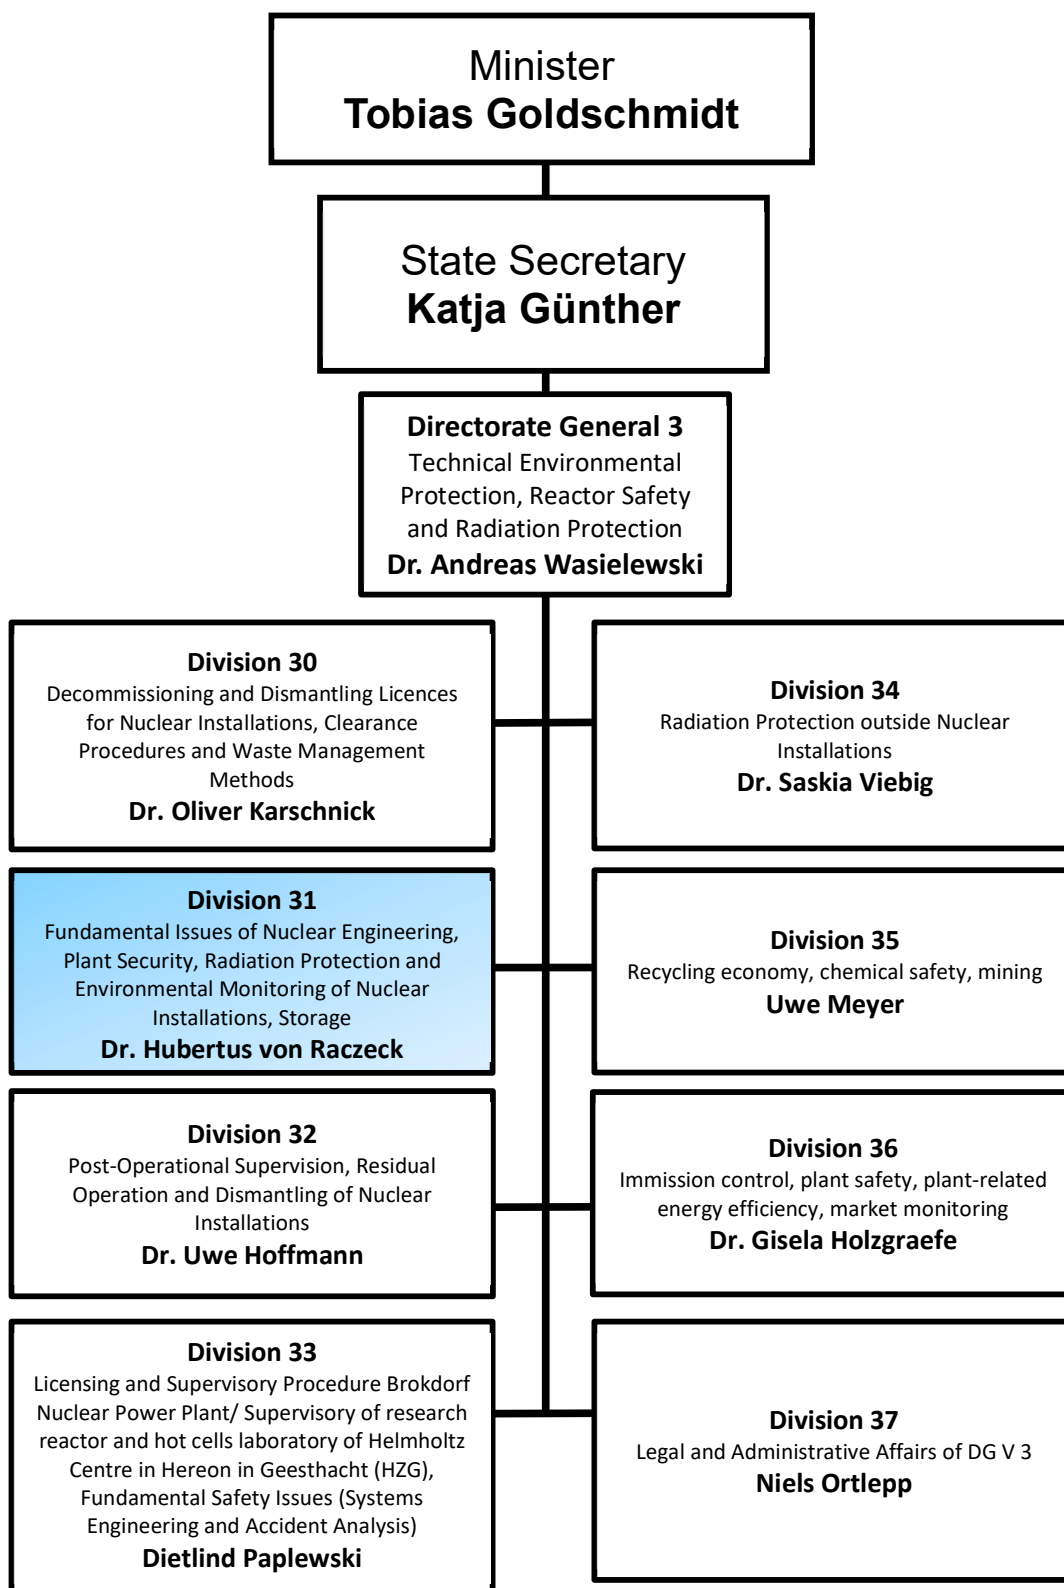 Minister
Tobias Goldschmidt
State Secretary
Katja Günther
Directorate General 3
Technical Environmental
Protection, Reactor Safety
and Radiation Protection
Dr. Andreas Wasielewski
Division 30
Decommissioning and Dismantling Licences
for Nuclear Installations, Clearance
Procedures and Waste Management
Methods
Dr. Oliver Karschnick
Division 34
Radiation Protection outside Nuclear
Installations
Dr. Saskia Viebig
Division 31
Fundamental Issues of Nuclear Engineering,
Plant Security, Radiation Protection and
Environmental Monitoring of Nuclear
Installations, Storage
Dr. Hubertus von Raczeck
Division 35
Recycling economy, chemical safety, mining
Uwe Meyer
Division 32
Post-Operational Supervision, Residual
Operation and Dismantling of Nuclear
Installations
Dr. Uwe Hoffmann
Division 36
Immission control, plant safety, plant-related
energy efficiency, market monitoring
Dr. Gisela Holzgraefe
Division 33
Licensing and Supervisory Procedure Brokdorf
Nuclear Power Plant/ Supervisory of research
reactor and hot cells laboratory of Helmholtz
Centre in Hereon in Geesthacht (HZG),
Fundamental Safety Issues (Systems
Engineering and Accident Analysis)
Dietlind Paplewski
Division 37
Legal and Administrative Affairs of DG V 3
Niels Ortlepp